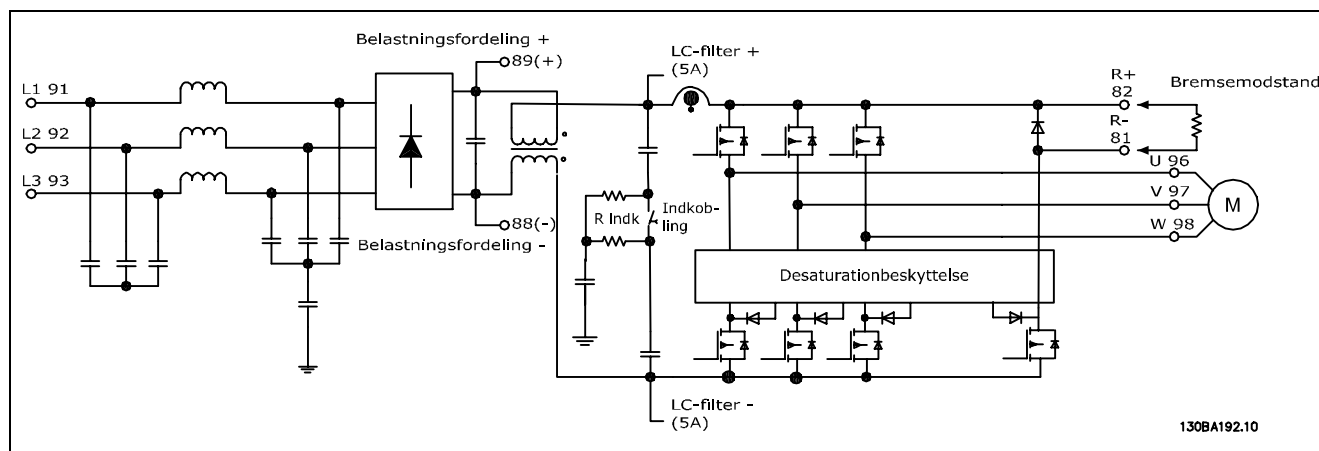 Belastningsfordeling +
89(+)
LC-filter +
(5A)
R+
82
Bremsemodstand
L1 91
R-
81
L2 92
U 96
L3 93
V 97
M
88(-)
R Indk
Indkob-
ling
W 98
Belastningsfordeling -
Desaturationbeskyttelse
LC-filter -
(5A)
130BA192.10